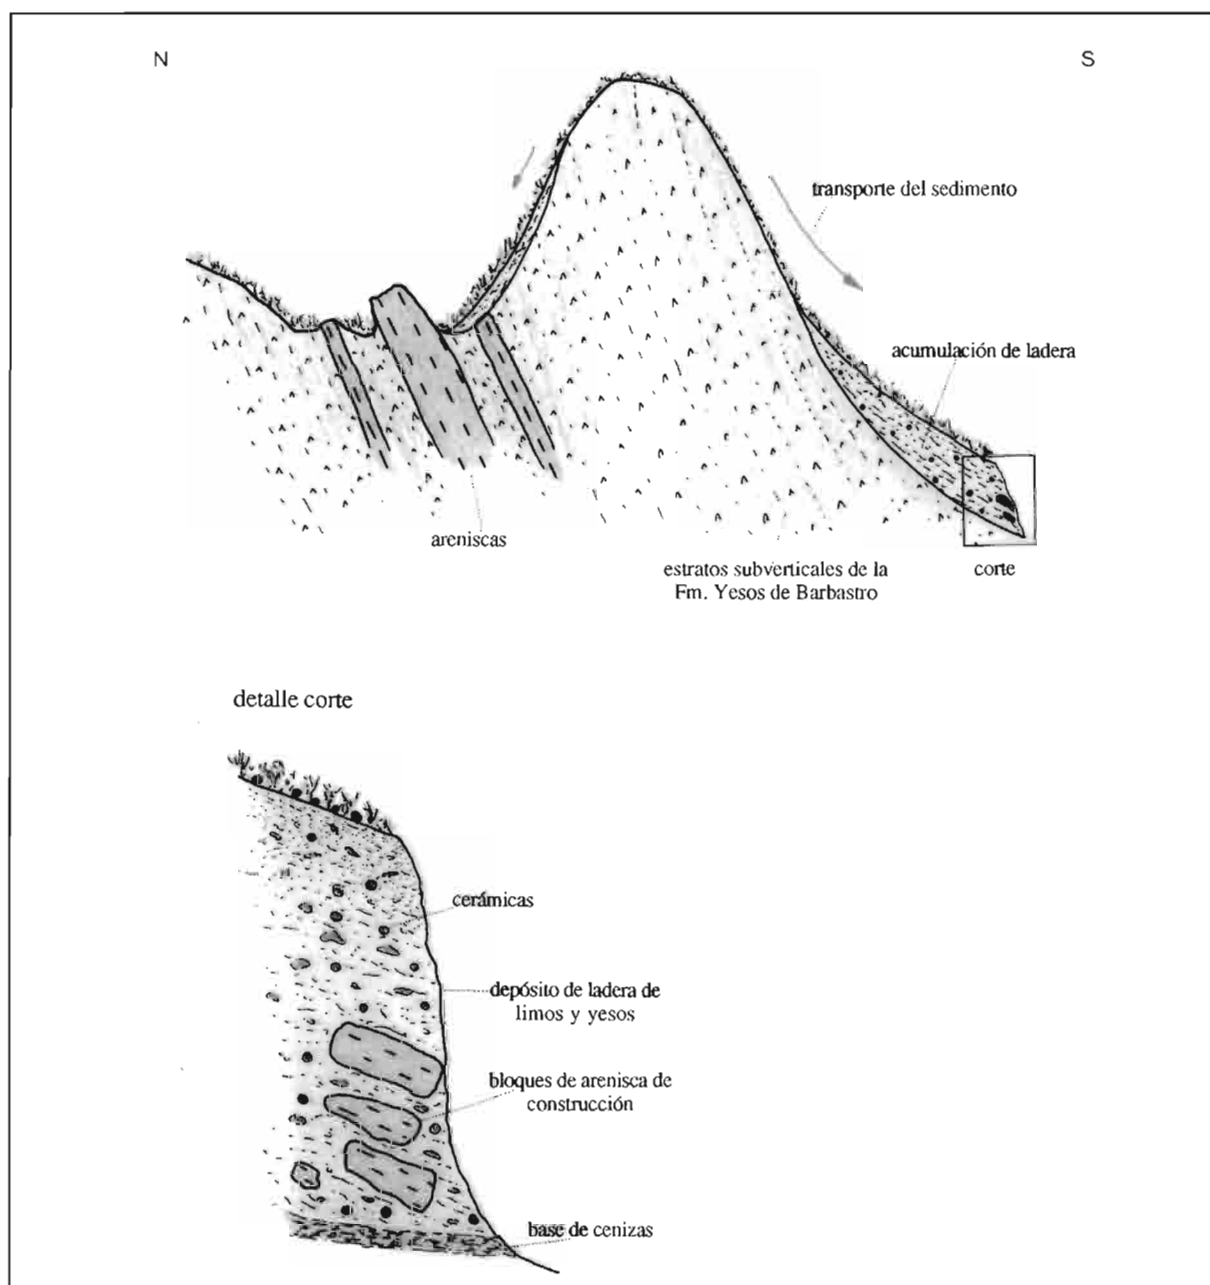 N
S
transporte del sedimento
acumulación de ladera
areniscas
estratos subverticales de la
Fm. Yesos de Barbastro
corte
detalle corte
cerámicas
depósito de ladera de
limos y yesos
bloques de arenisca de
construcción
base de cenizas